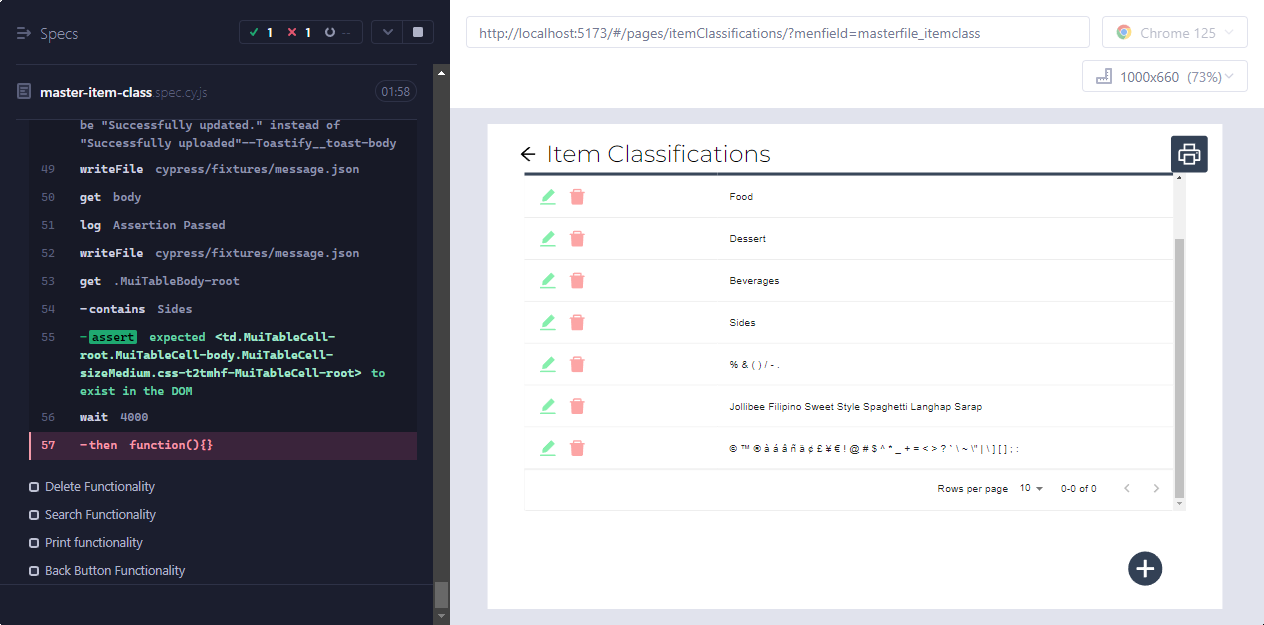 Specs
1
1
--
master-item-class.spec.cy.js
01:58
be "Successfully updated." instead of
"Successfully uploaded"--Toastify__toast-body
49 writeFile cypress/fixtures/message.json
50 get body
51 log Assertion Passed
52 writeFile cypress/fixtures/message.json
53 get .MuiTableBody-root
54 -contains Sides
55 -assert expected <td.MuiTableCell-
root.MuiTableCell-body.MuiTableCell-
sizeMedium.css-t2tmhf-MuiTableCell-root> to
exist in the DOM
56 wait 4000
57 -then function(){}
Delete Functionality
Search Functionality
Print functionality
Back Button Functionality
http://localhost:5173/#/pages/itemClassifications/?menfield=masterfile_itemclass
Chrome 125
1000x660 (73%)
Item Classifications
Food
Dessert
Beverages
Sides
% & ( ) / - .
Jollibee Filipino Sweet Style Spaghetti Langhap Sarap
© ™ ® à á â ñ ä ¢ £ ¥ € ! @ # $ ^ * _ + = < > ? ` \ ~ \" | \ ] [ ] ; :
Rows per page 10 0-0 of 0